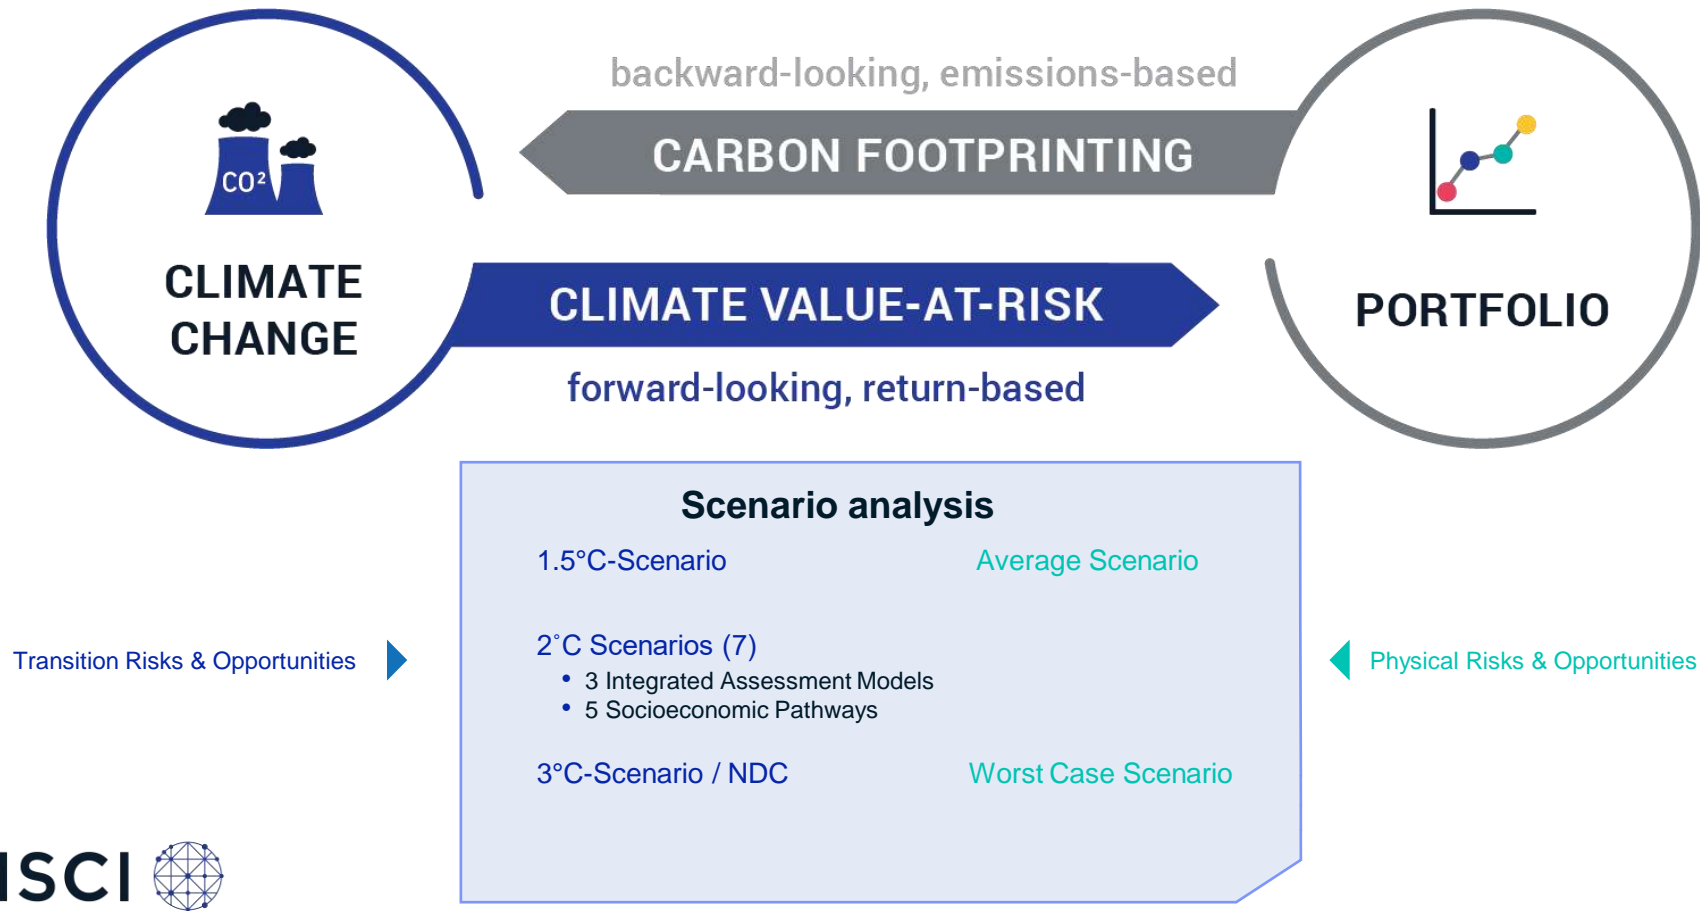 backward-looking, emissions-based
CARBON FOOTPRINTING
CO²
CLIMATE
CHANGE
CLIMATE VALUE-AT-RISK
PORTFOLIO
forward-looking, return-based
Scenario analysis
1.5°C-Scenario
Average Scenario
2˚C Scenarios (7)
Transition Risks & Opportunities
Physical Risks & Opportunities
• 3 Integrated Assessment Models
• 5 Socioeconomic Pathways
3°C-Scenario / NDC
Worst Case Scenario
SCI